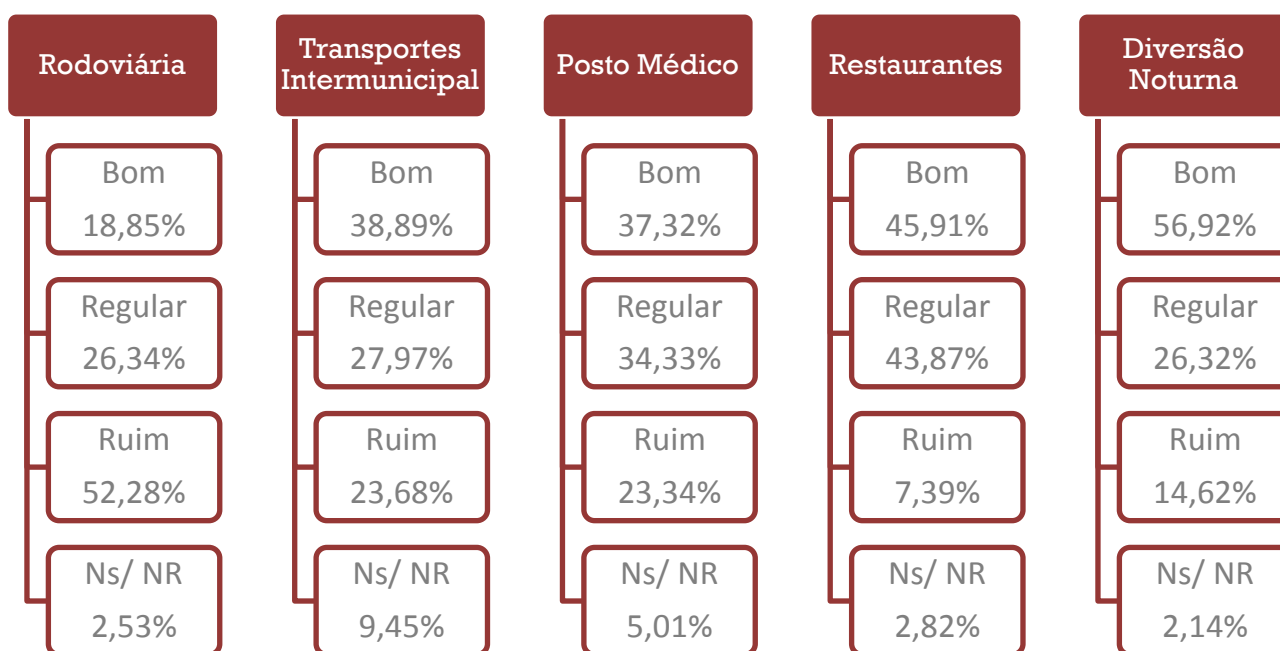 Rodoviária
Bom
18,85%
Regular
26,34%
Ruim
52,28%
Ns/ NR
2,53%
Transportes
Intermunicipal
Bom
38,89%
Regular
27,97%
Ruim
23,68%
Ns/ NR
9,45%
Posto Médico
Bom
37,32%
Regular
34,33%
Ruim
23,34%
Ns/ NR
5,01%
Restaurantes
Bom
45,91%
Regular
43,87%
Ruim
7,39%
Ns/ NR
2,82%
Diversão
Noturna
Bom
56,92%
Regular
26,32%
Ruim
14,62%
Ns/ NR
2,14%